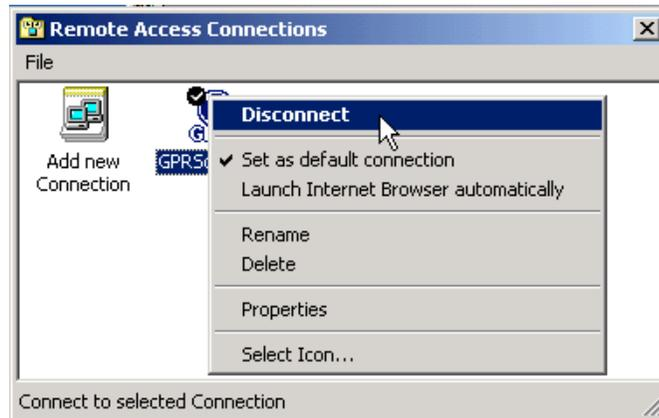 Remote Access Connections
File
Add new
Connection
Disconnect
Set as default connection
Launch Internet Browser automatically
Rename
Delete
Properties
Select Icon...
Connect to selected Connection